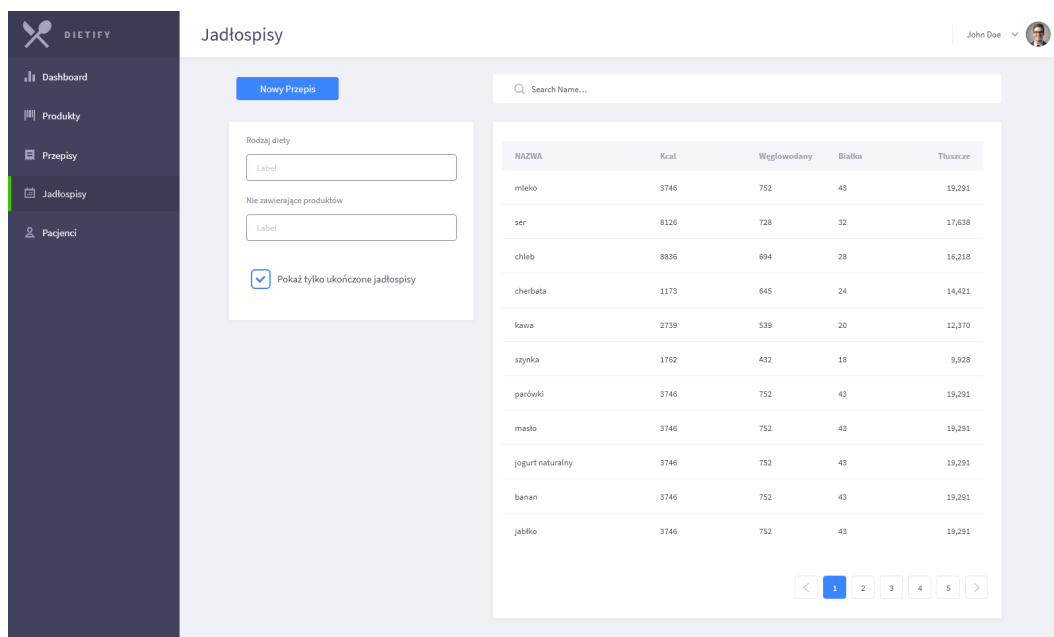 DIETIFY
Jadłospisy
John Doe
Dashboard
Produkty
Przepisy
Jadłospisy
Pacjenci
Nowy Przepis
Search Name...
Rodzaj diety
Label
Nie zawierające produktów
Label
Pokaż tylko ukończone jadłospisy
NAZWA Kcal Węglowodany Białka Tłuszcze
mleko 3746 752 43 19,291
ser 8126 728 32 17,638
chleb 8836 694 28 16,218
cherbata 1173 645 24 14,421
kawa 2739 539 20 12,370
szynka 1762 432 18 9,928
parówki 3746 752 43 19,291
masło 3746 752 43 19,291
jogurt naturalny 3746 752 43 19,291
banan 3746 752 43 19,291
jabłko 3746 752 43 19,291
1 2 3 4 5